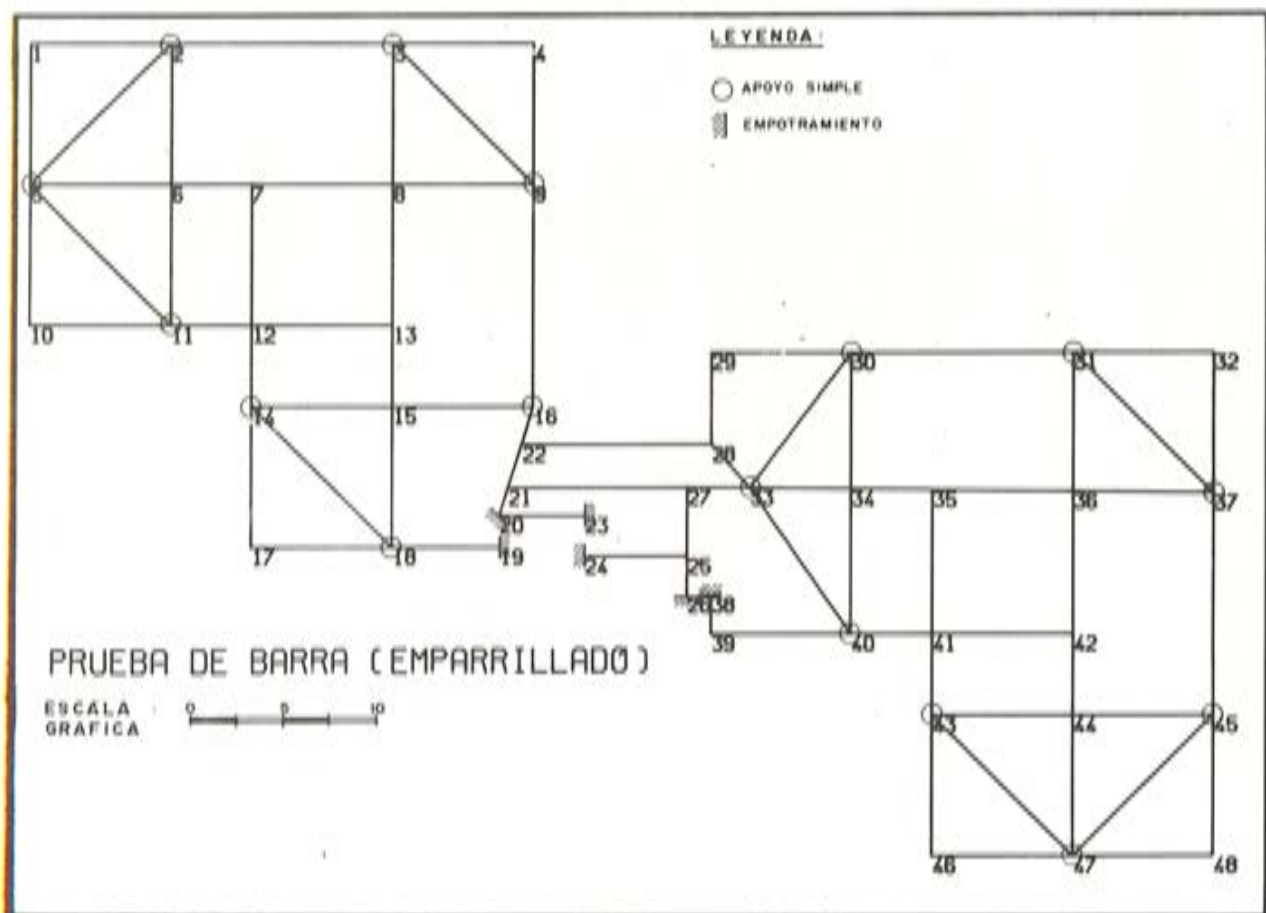 LEYENDA:
APOYO SIMPLE
EMPOTRAMIENTO
1 2 3 4
5 6 7 8 9
10 11 12 13
29 30 31 32
14 15 16
22 28
21 27 33 34 35 36 37
20 23
17 18 19 24 25
26 38
39 40 41 42
PRUEBA DE BARRA (EMPARRILLADO)
ESCALA
GRAFICA
0 5 10
43 44 45
46 47 48